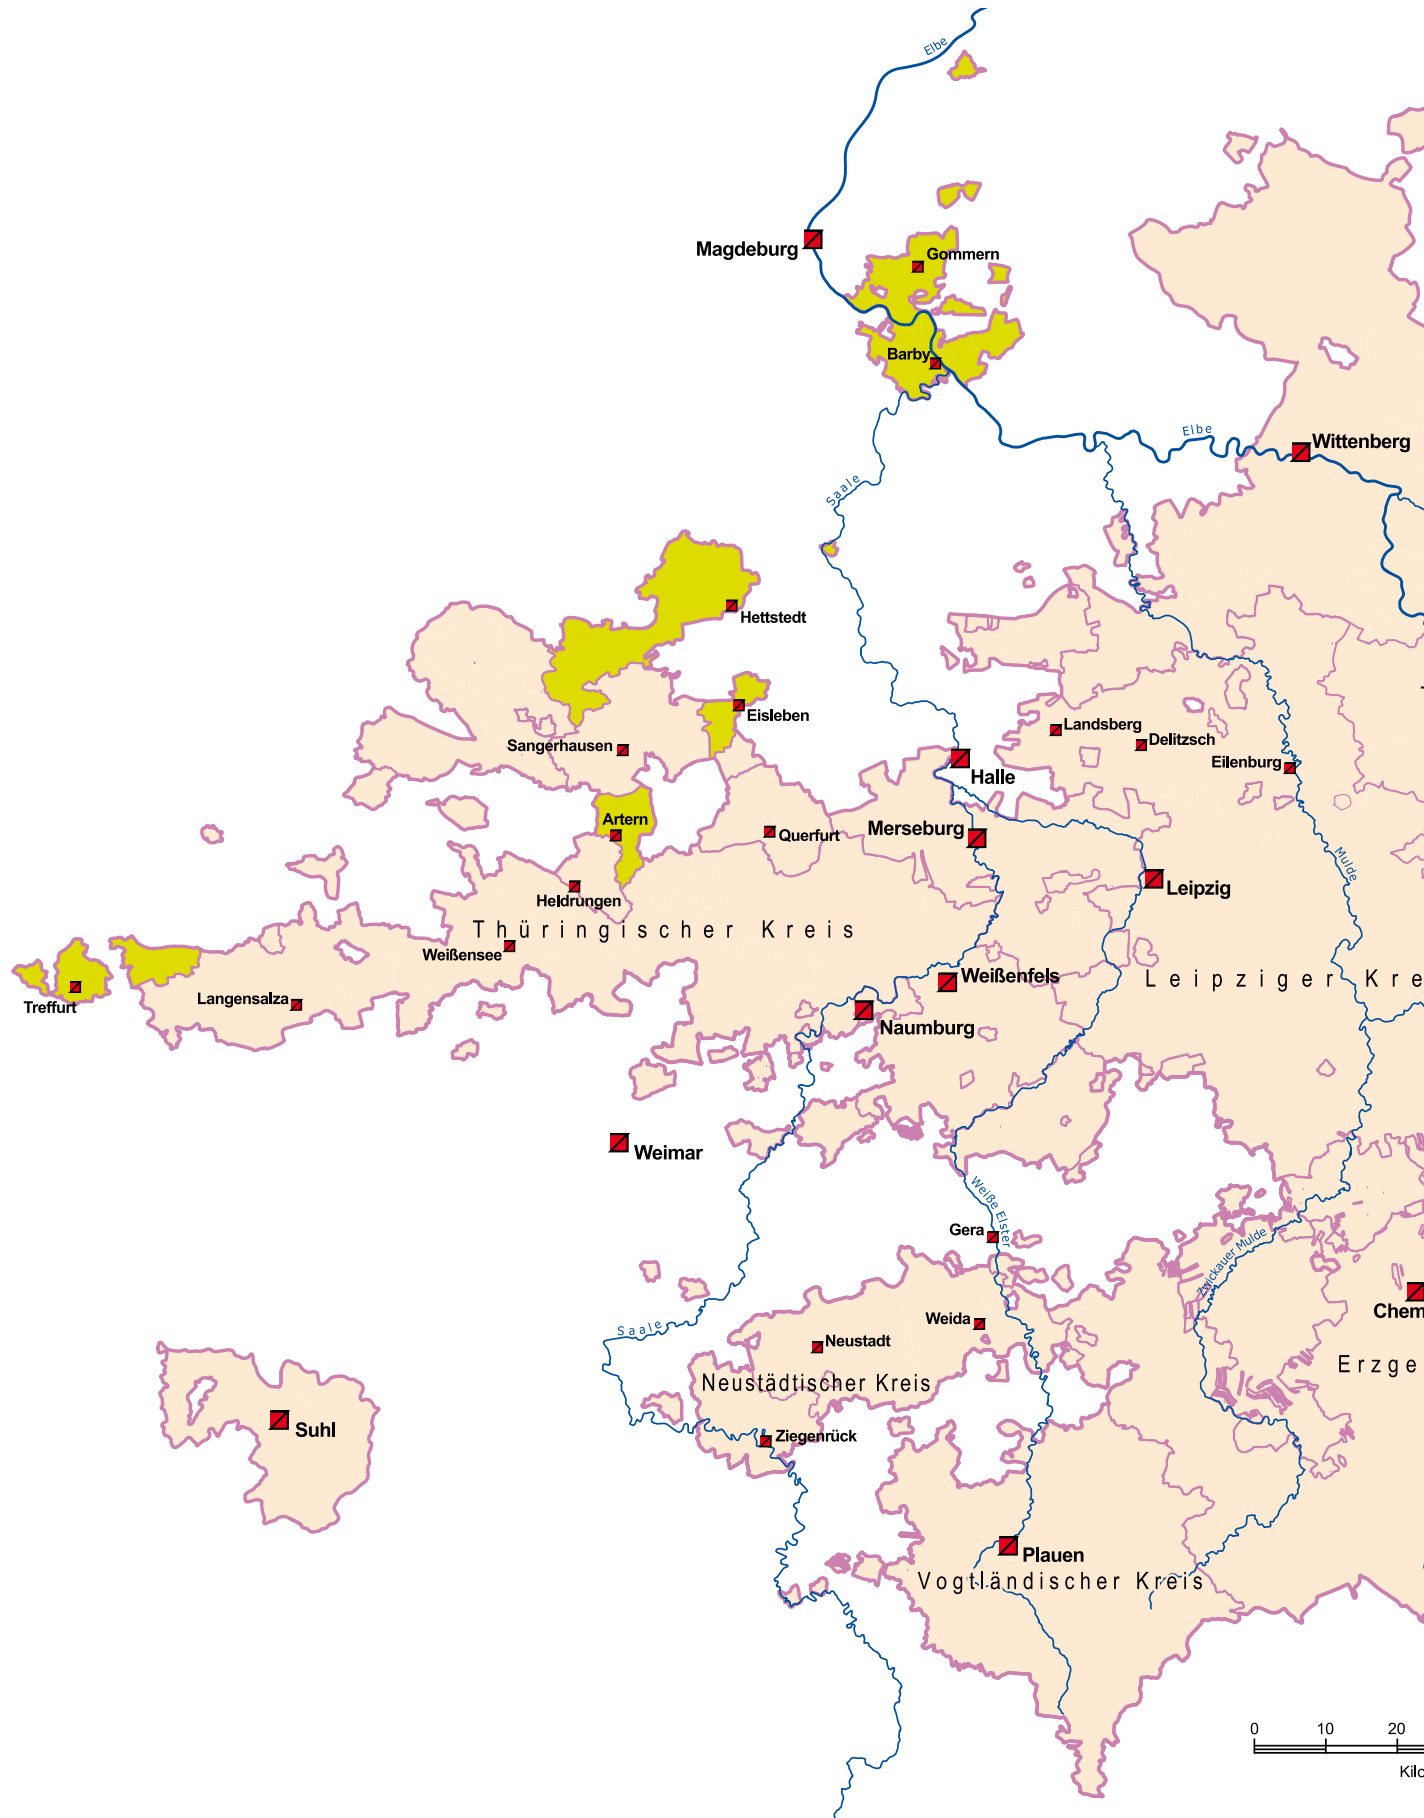 Elbe
Magdeburg
Gommern
Barby
Elbe
Wittenberg
Saale
Hettstedt
Eisleben
Landsberg
Delitzsch
Sangerhausen
Eilenburg
Halle
Artern
Merseburg
Querfurt
Mulde
Leipzig
Heldrungen
Thüringischer Kreis
Weißensee
Weißenfels
Leipziger Kre
Langensalza
Treffurt
Naumburg
Weimar
Weiße Elster
Gera
Zwickauer Mulde
Chem
Weida
Saale
Neustadt
Erzge
Neustädtischer Kreis
Suhl
Ziegenrück
Plauen
Vogtländischer Kreis
0 10 20
Kilo